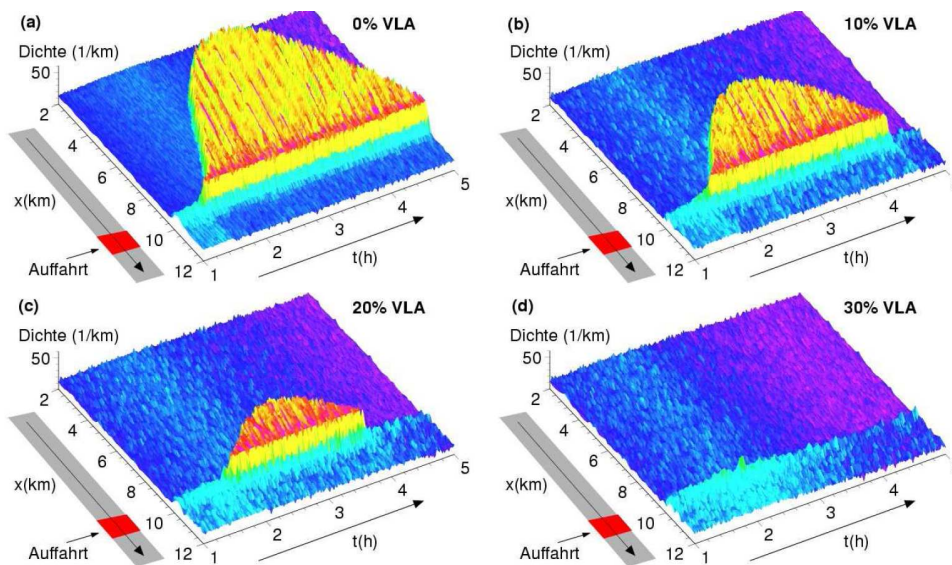 (a)
0% VLA
Dichte (1/km)
50
2
4
6
8
10
12
x(km)
Auffahrt
1
2
3
4
5
t(h)
(b)
10% VLA
Dichte (1/km)
50
2
4
6
8
10
12
x(km)
Auffahrt
1
2
3
4
t(h)
(c)
20% VLA
Dichte (1/km)
50
2
4
6
8
10
12
x(km)
Auffahrt
1
2
3
4
5
t(h)
(d)
30% VLA
Dichte (1/km)
50
2
4
6
8
10
12
x(km)
Auffahrt
1
2
3
4
t(h)